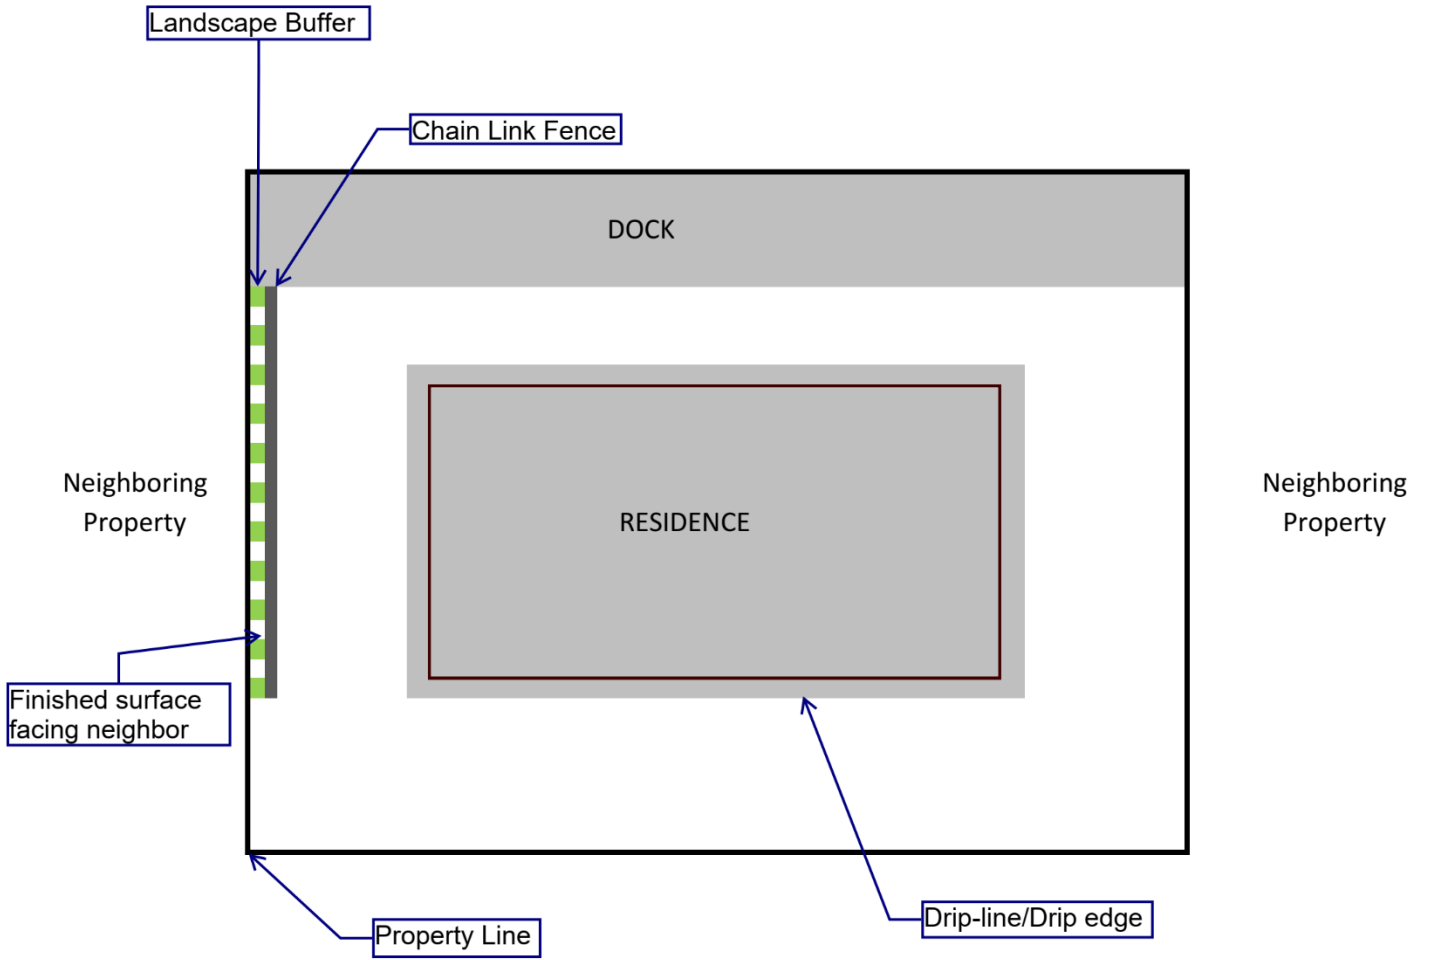 Landscape Buffer
Chain Link Fence
DOCK
Neighboring
Property
RESIDENCE
Neighboring
Property
Finished surface
facing neighbor
Drip-line/Drip edge
Property Line